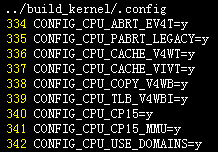 ../build_kernel/.config
334 CONFIG_CPU_ABRT_EV4T=y
335 CONFIG_CPU_PABRT_LEGACY=y
336 CONFIG_CPU_CACHE_V4WT=y
337 CONFIG_CPU_CACHE_VIVT=y
338 CONFIG_CPU_COPY_V4WB=y
339 CONFIG_CPU_TLB_V4WBI=y
340 CONFIG_CPU_CP15=y
341 CONFIG_CPU_CP15_MMU=y
342 CONFIG_CPU_USE_DOMAINS=y